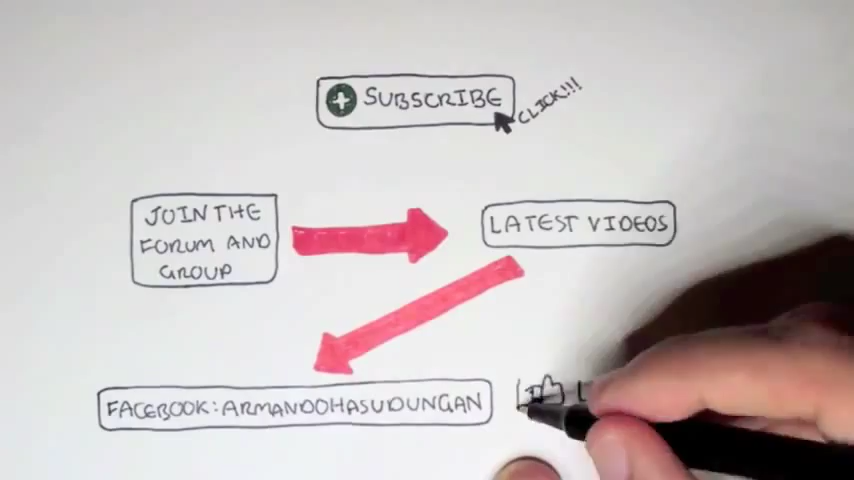 SUBSCRIBE
CLICK!!!
JOIN THE
FORUM AND
GROUP
LATEST VIDEOS
FACEBOOK: ARMANDOHASUDUNGAN